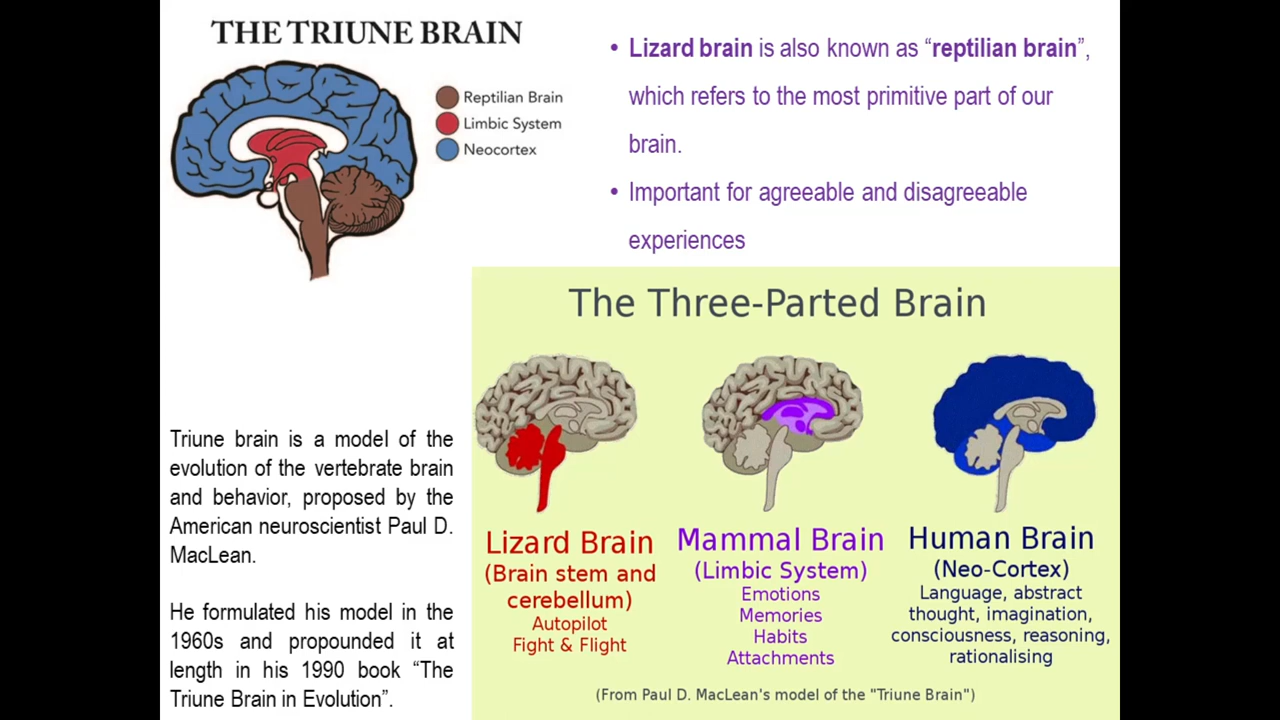 THE TRIUNE BRAIN
Reptilian Brain
Limbic System
Neocortex
• Lizard brain is also known as “reptilian brain”,
which refers to the most primitive part of our
brain.
• Important for agreeable and disagreeable
experiences
Triune brain is a model of the
evolution of the vertebrate brain
and behavior, proposed by the
American neuroscientist Paul D.
MacLean.
He formulated his model in the
1960s and propounded it at
length in his 1990 book “The
Triune Brain in Evolution”.
The Three-Parted Brain
Lizard Brain
(Brain stem and
cerebellum)
Autopilot
Fight & Flight
Mammal Brain
(Limbic System)
Emotions
Memories
Habits
Attachments
Human Brain
(Neo-Cortex)
Language, abstract
thought, imagination,
consciousness, reasoning,
rationalising
(From Paul D. MacLean's model of the "Triune Brain")